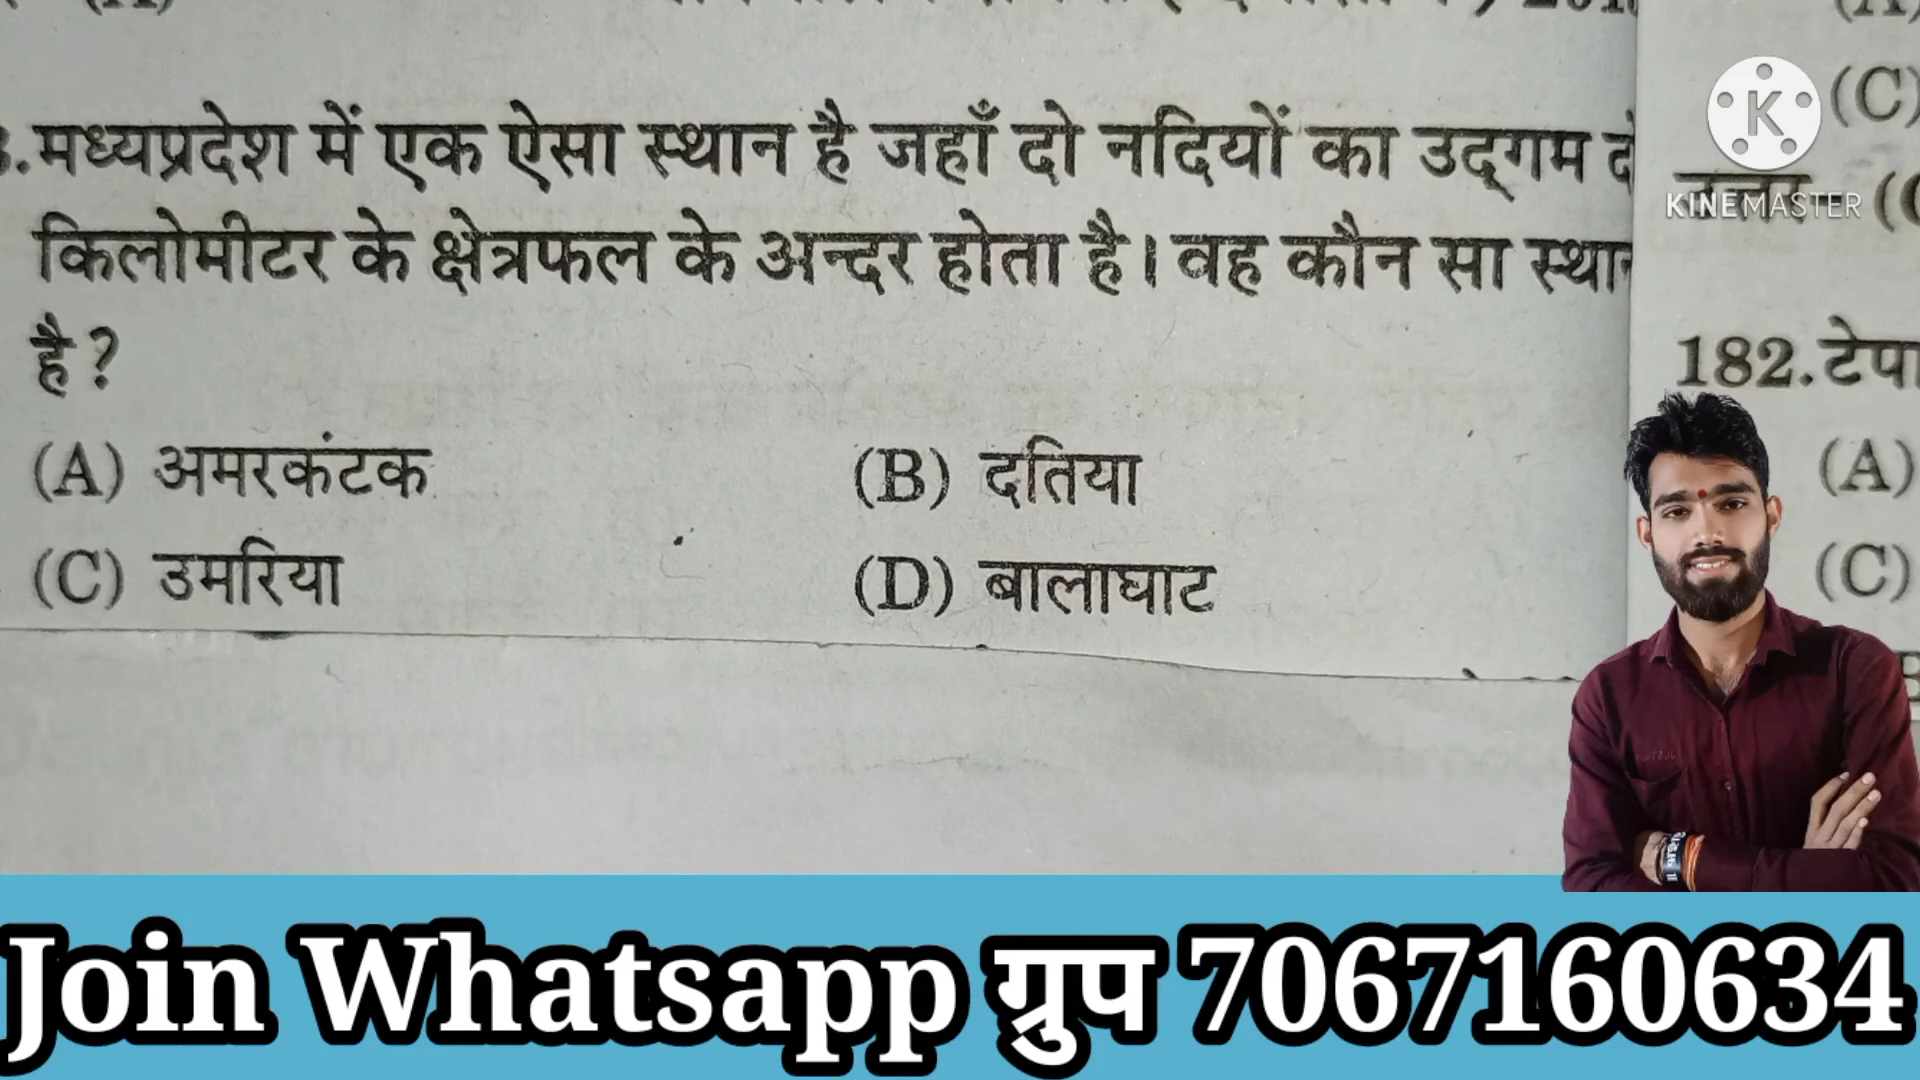 मध्यप्रदेश में एक ऐसा स्थान है जहाँ दो नदियों का उद्‌गम
किलोमीटर के क्षेत्रफल के अन्दर होता है। वह कौन सा
है?
(A) अमरकंटक (B) दतिया
(C) उमरिया (D) बालाघाट
(C)
KINEMASTER
182.
(A)
(C)
Join Whatsapp ग्रुप 7067160634